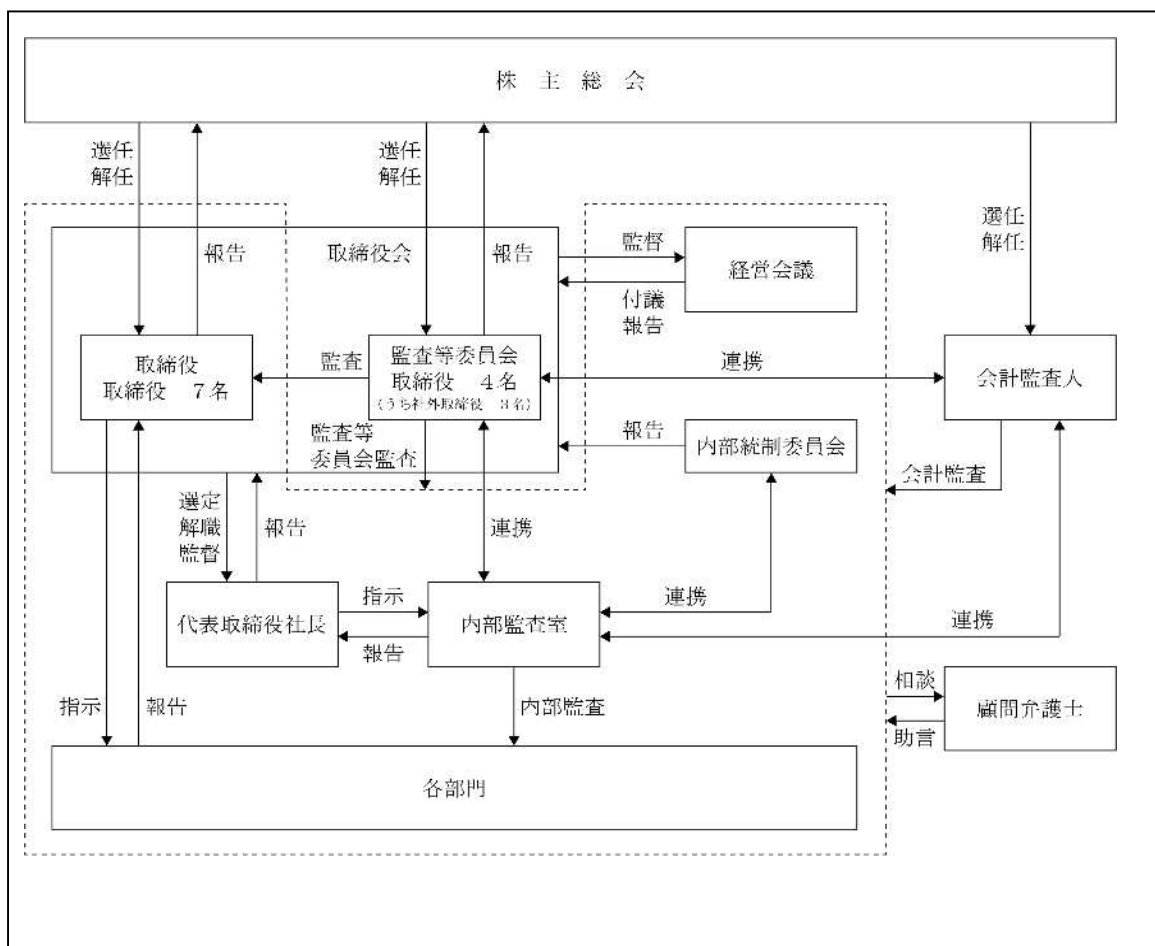 株 主 総 会
選任
解任
報告
選任
解任
報告
選任
解任
取締役会
監督
付議
報告
経営会議
取締役
取締役 7名
監査
監査等委員会
取締役 4名
(うち社外取締役 3名)
連携
会計監査人
監査等
委員会監査
報告
内部統制委員会
会計監査
選定
解職
監督
報告
連携
代表取締役社長
指示
報告
内部監査室
連携
連携
指示
報告
内部監査
相談
助言
顧問弁護士
各部門